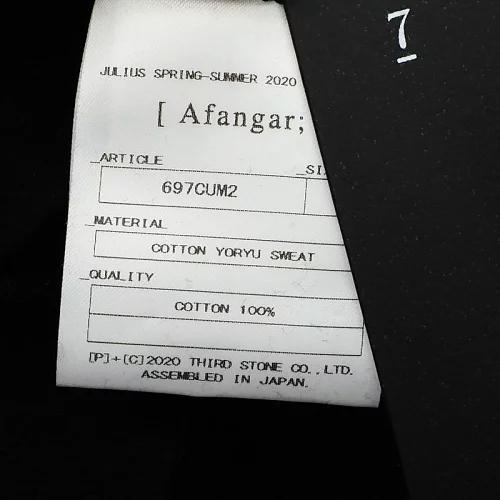 7
JULIUS SPRING-SUMMER 2020
[ Afangar;
_ARTICLE
697CUM2
_MATERIAL
COTTON YORYU SWEAT
_QUALITY
COTTON 100%
[P]+[C]2020 THIRD STONE CO.,LTD.
ASSEMBLED IN JAPAN.